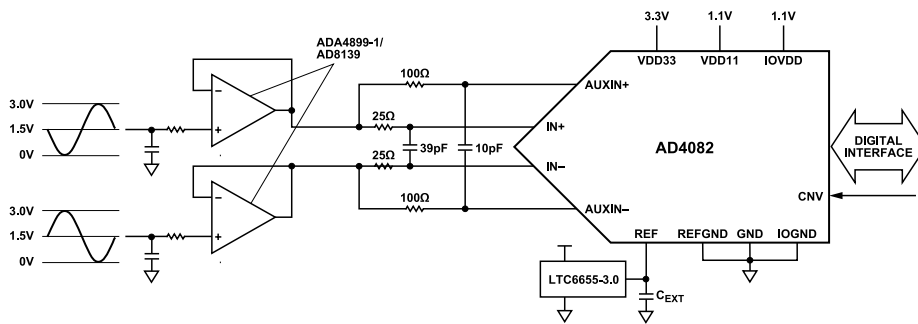 ADA4899-1/
AD8139
3.3V
1.1V
1.1V
VDD33
VDD11
IOVDD
100Ω
AUXIN+
3.0V
1.5V
0V
–
+
25Ω
IN+
39pF
10pF
AD4082
DIGITAL
INTERFACE
25Ω
IN–
CNV
3.0V
1.5V
0V
–
+
100Ω
AUXIN–
REF
REFGND
GND
IOGND
LTC6655-3.0
CEXT